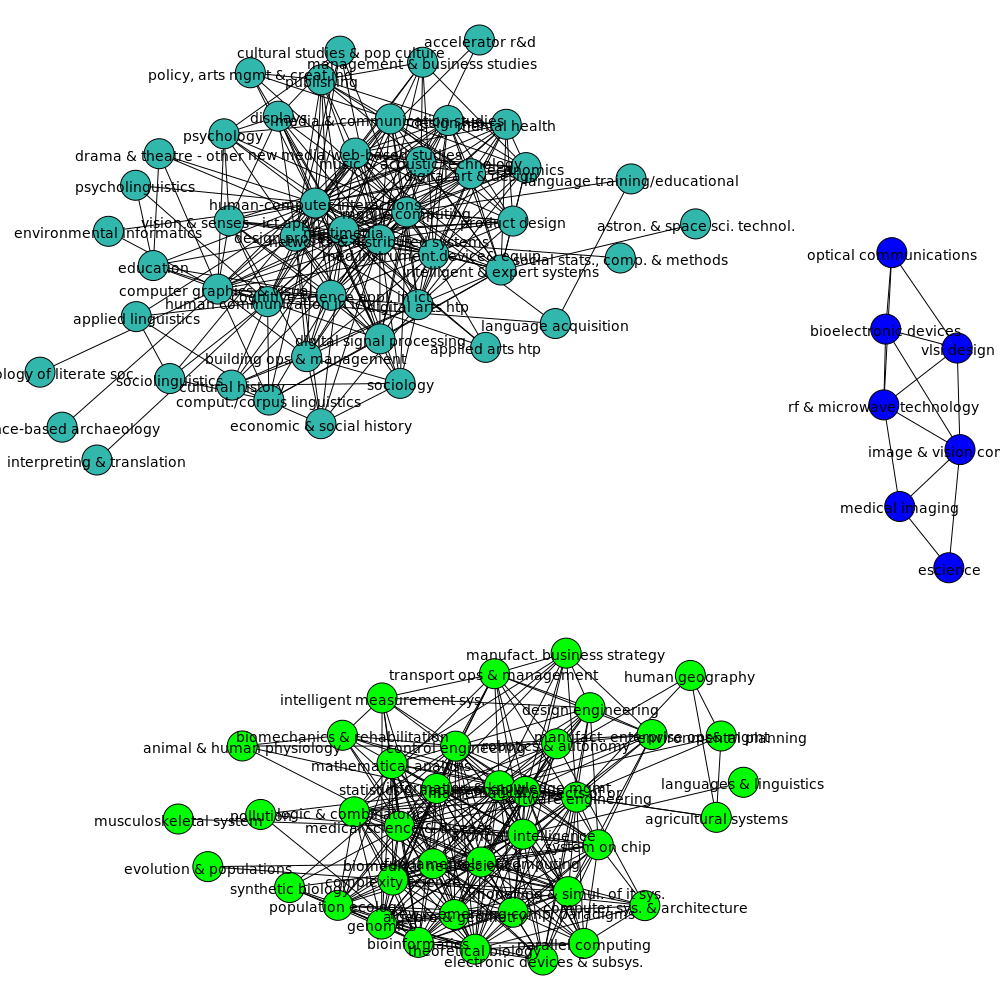 accelerator r&d
cultural studies & pop culture
management & business studies
policy, arts mgmt & creat ind
publishing
displays
media & communication studies
mental health
psychology
drama & theatre - other
new media/web-based studies
music & acoustic technology
digital art & design
economics
language training/educational
psycholinguistics
human-computer interactions
mobile computing
product design
astron. & space sci. technol.
vision & senses - ict appl.
environmental informatics
design process
multimedia
networks & distributed systems
med.instrument.device& equip.
social stats., comp. & methods
intelligent & expert systems
education
optical communications
computer graphics & visual.
human communication in ict
cognitive science appl. in ict
digital arts htp
applied linguistics
language acquisition
bioelectronic devices
digital signal processing
applied arts htp
vlsi design
building ops & management
ology of literate soc.
sociolinguistics
cultural history
sociology
comput./corpus linguistics
rf & microwave technology
economic & social history
nce-based archaeology
interpreting & translation
image & vision com
medical imaging
escience
manufact. business strategy
transport ops & management
human geography
intelligent measurement sys.
design engineering
biomechanics & rehabilitation
animal & human physiology
control engineering
robotics & autonomy
manufact. enterprise ops& mgmt
environmental planning
mathematical analysis
languages & linguistics
software engineering
musculoskeletal system
pollution
logic & combinatorics
agricultural systems
medical science & disease
artificial intelligence
system on chip
evolution & populations
fundamentals of computing
complexity science
synthetic biology
modelling & simul. of it sys.
population ecology
computer sys. & architecture
new & emerging comp. paradigms
genomics
bioinformatics
theoretical biology
parallel computing
electronic devices & subsys.